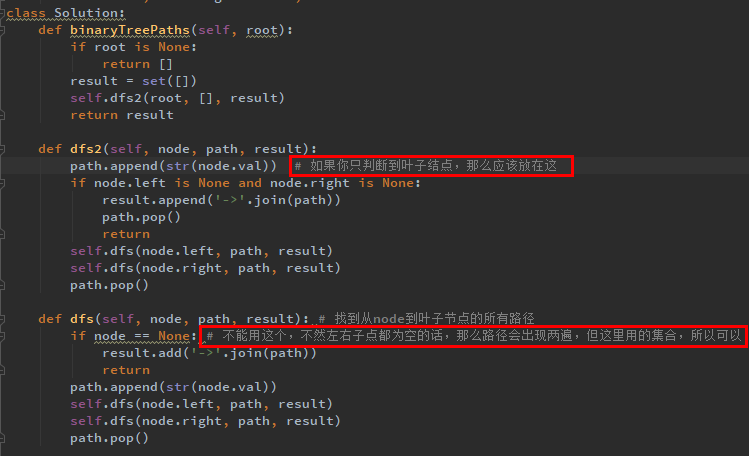 class Solution:
    def binaryTreePaths(self, root):
        if root is None:
            return []
        result = set([])
        self.dfs2(root, [], result)
        return result
    def dfs2(self, node, path, result):
        path.append(str(node.val))  # 如果你只判断到叶子结点，那么应该放在这
        if node.left is None and node.right is None:
            result.append('->'.join(path))
            path.pop()
            return
        self.dfs(node.left, path, result)
        self.dfs(node.right, path, result)
        path.pop()
    def dfs(self, node, path, result): # 找到从node到叶子节点的所有路径
        if node == None: # 不能用这个，不然左右子点都为空的话，那么路径会出现两遍，但这里用的集合，所以可以
            result.add('->'.join(path))
            return
        path.append(str(node.val))
        self.dfs(node.left, path, result)
        self.dfs(node.right, path, result)
        path.pop()